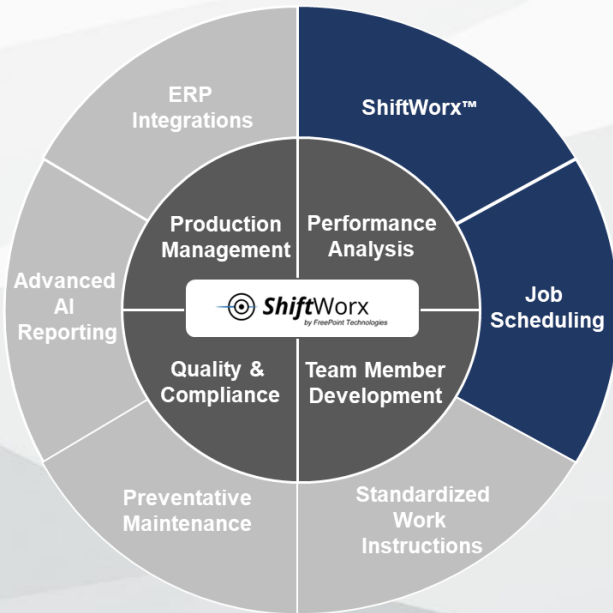 ERP
Integrations
ShiftWorx™
Production
Management
Performance
Analysis
Advanced
AI
Reporting
ShiftWorx
by FreePoint Technologies
Job
Scheduling
Quality &
Compliance
Team Member
Development
Preventative
Maintenance
Standardized
Work
Instructions